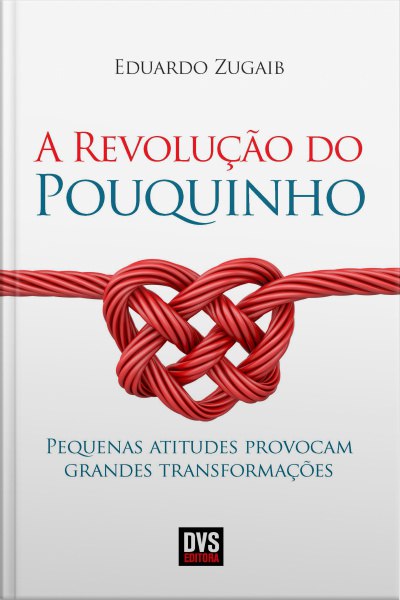 Eduardo Zugaib
A Revolução do
Pouquinho
Pequenas atitudes provocam
grandes transformações
DVS
EDITORA